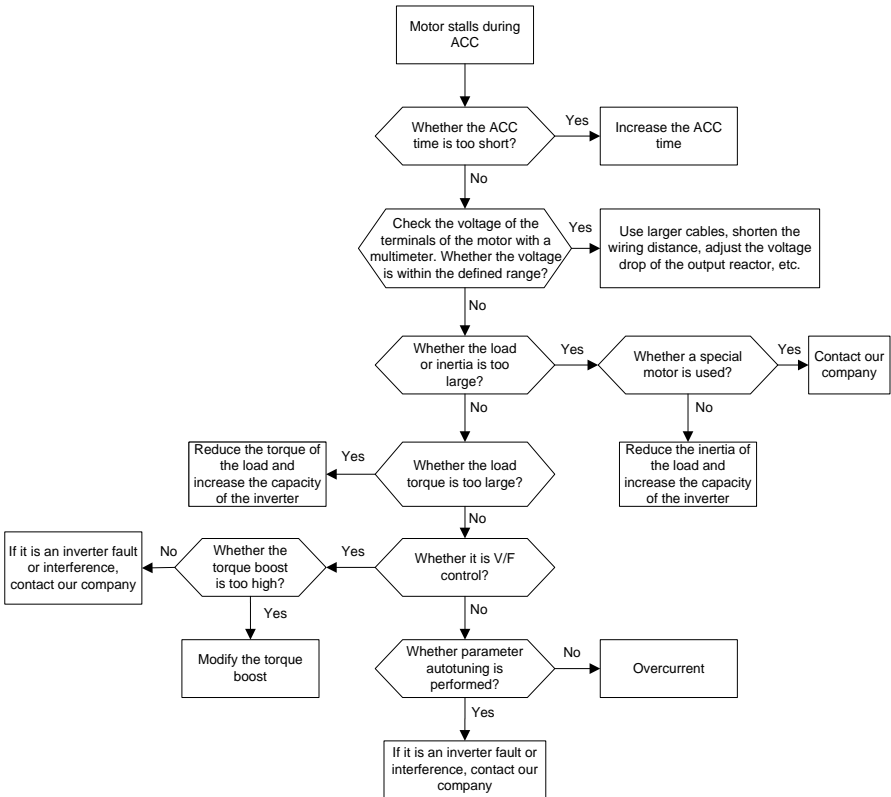 Motor stalls during
ACC
Whether the ACC
time is too short?
Yes
Increase the ACC
time
No
Check the voltage of the
terminals of the motor with a
multimeter. Whether the voltage
is within the defined range?
Yes
Use larger cables, shorten the
wiring distance, adjust the voltage
drop of the output reactor, etc.
No
Whether the load
or inertia is too
large?
Yes
Whether a special
motor is used?
Yes
Contact our
company
No
No
Reduce the torque of
the load and
increase the capacity
of the inverter
Yes
Whether the load
torque is too large?
Reduce the inertia of
the load and
increase the capacity
of the inverter
No
If it is an inverter fault
or interference,
contact our company
No
Whether the
torque boost
is too high?
Yes
Whether it is V/F
control?
Yes
No
Modify the torque
boost
Whether parameter
autotuning is
performed?
No
Overcurrent
Yes
If it is an inverter fault or
interference, contact our
company